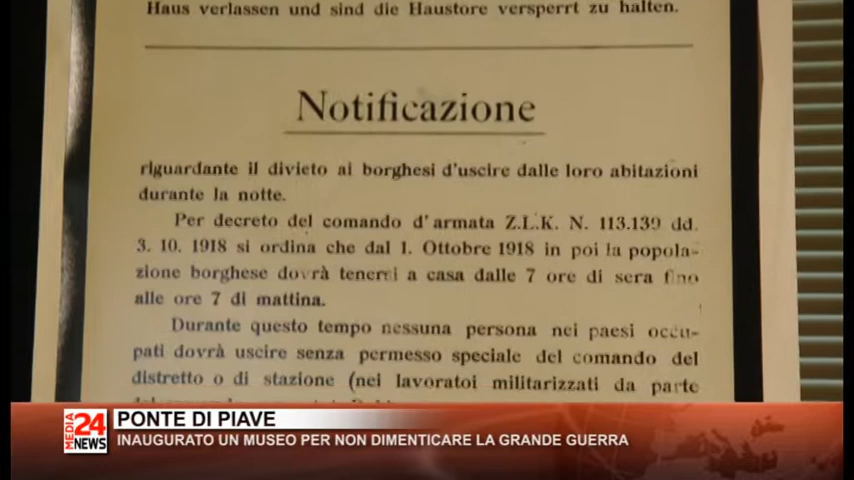 Haus verlassen und sind die Haustore versperrt zu halten.
Notificazione
riguardante il divieto ai borghesi d'uscire dalle loro abitazioni
durante la notte.
Per decreto del comando d'armata Z.L.K. N. 113.139 dd.
3. 10. 1918 si ordina che dal 1. Ottobre 1918 in poi la popola-
zione borghese dovrà tenersi a casa dalle 7 ore di sera fino
alle ore 7 di mattina.
Durante questo tempo nessuna persona nei paesi occu-
pati dovrà uscire senza permesso speciale del comando del
distretto o di stazione (nei lavoratoi militarizzati da parte
MEDIA 24 NEWS
PONTE DI PIAVE
INAUGURATO UN MUSEO PER NON DIMENTICARE LA GRANDE GUERRA